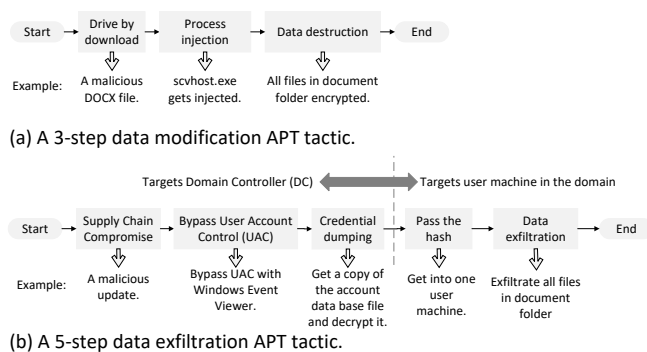 Start
Drive by
download
Process
injection
Data destruction
End
Example:
A malicious
DOCX file.
scvhost.exe
gets injected.
All files in document
folder encrypted.
(a) A 3-step data modification APT tactic.
Targets Domain Controller (DC)
Targets user machine in the domain
Start
Supply Chain
Compromise
Bypass User Account
Control (UAC)
Credential
dumping
Pass the
hash
Data
exfiltration
End
Example:
A malicious
update.
Bypass UAC with
Windows Event
Viewer.
Get a copy of
the account
data base file
and decrypt it.
Get into one
user
machine.
Exfiltrate all files
in document
folder
(b) A 5-step data exfiltration APT tactic.